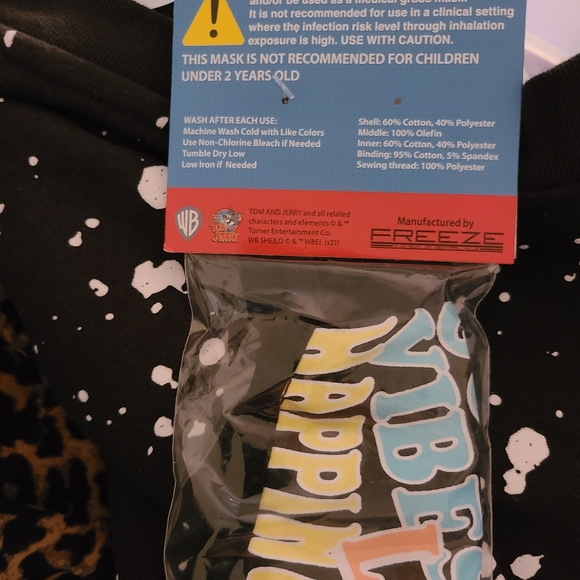 and/or be used as a medical grade mask.
It is not recommended for use in a clinical setting
where the infection risk level through inhalation
exposure is high. USE WITH CAUTION.
THIS MASK IS NOT RECOMMENDED FOR CHILDREN
UNDER 2 YEARS OLD
WASH AFTER EACH USE:
Machine Wash Cold with Like Colors
Use Non-Chlorine Bleach if Needed
Tumble Dry Low
Low Iron if Needed
Shell: 60% Cotton, 40% Polyester
Middle: 100% Olefin
Inner: 60% Cotton, 40% Polyester
Binding: 95% Cotton, 5% Spandex
Sewing thread: 100% Polyester
WB
TOM AND JERRY and all related
characters and elements © & ™
Turner Entertainment Co.
WB SHEILD © & ™ WBEI. (s21)
Manufactured by
FREEZE
VIBES